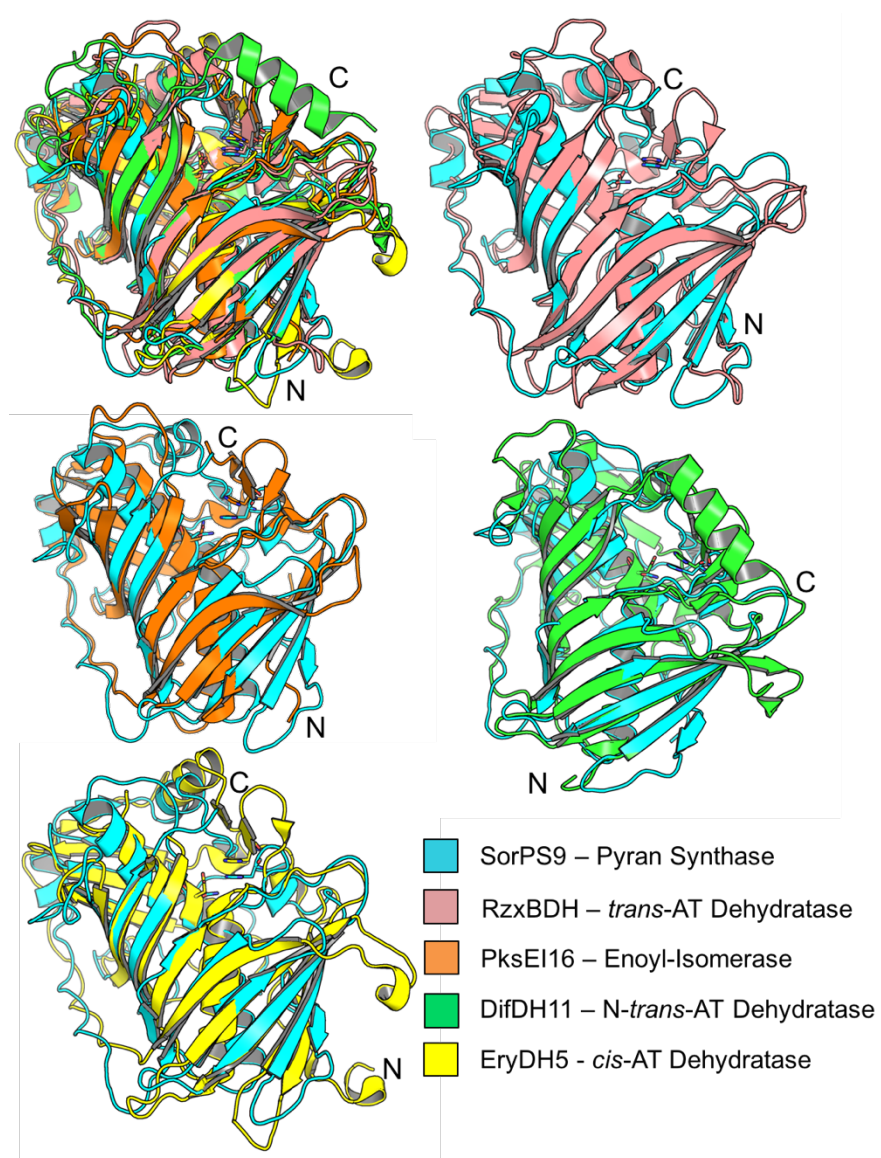 C
C
N
N
C
N
C
N
C
N
SorPS9 – Pyran Synthase
RzxBDH – trans-AT Dehydratase
PksEI16 – Enoyl-Isomerase
DifDH11 – N-trans-AT Dehydratase
EryDH5 - cis-AT Dehydratase